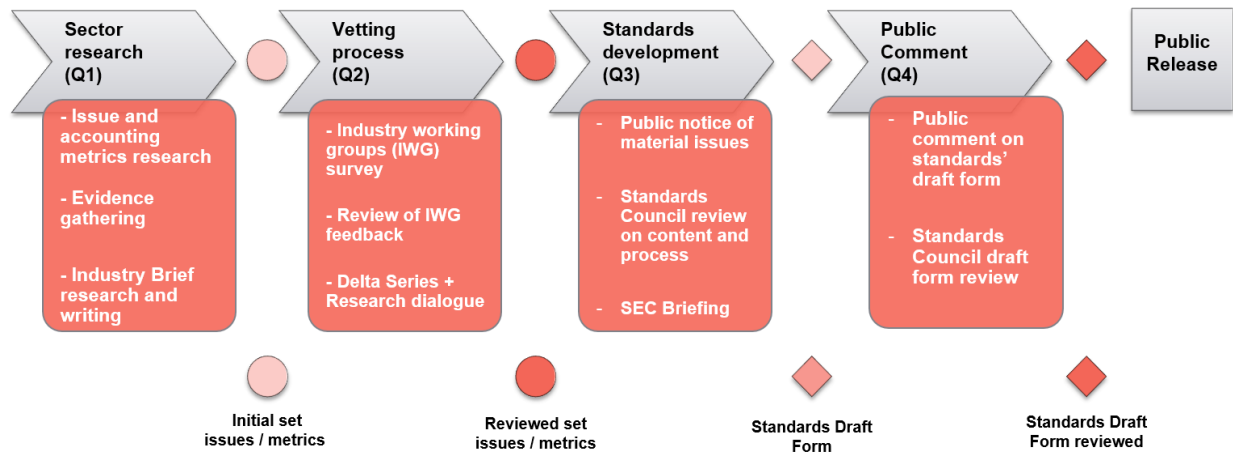 Sector
research
(Q1)
Vetting
process
(Q2)
Standards
development
(Q3)
Public
Comment
(Q4)
Public
Release
- Issue and
accounting
metrics research
- Evidence
gathering
- Industry Brief
research and
writing
- Industry working
groups (IWG)
survey
- Review of IWG
feedback
- Delta Series +
Research dialogue
- Public notice of
material issues
- Standards
Council review
on content and
process
- SEC Briefing
- Public
comment on
standards’
draft form
- Standards
Council draft
form review
Initial set
issues / metrics
Reviewed set
issues / metrics
Standards Draft
Form
Standards Draft
Form reviewed